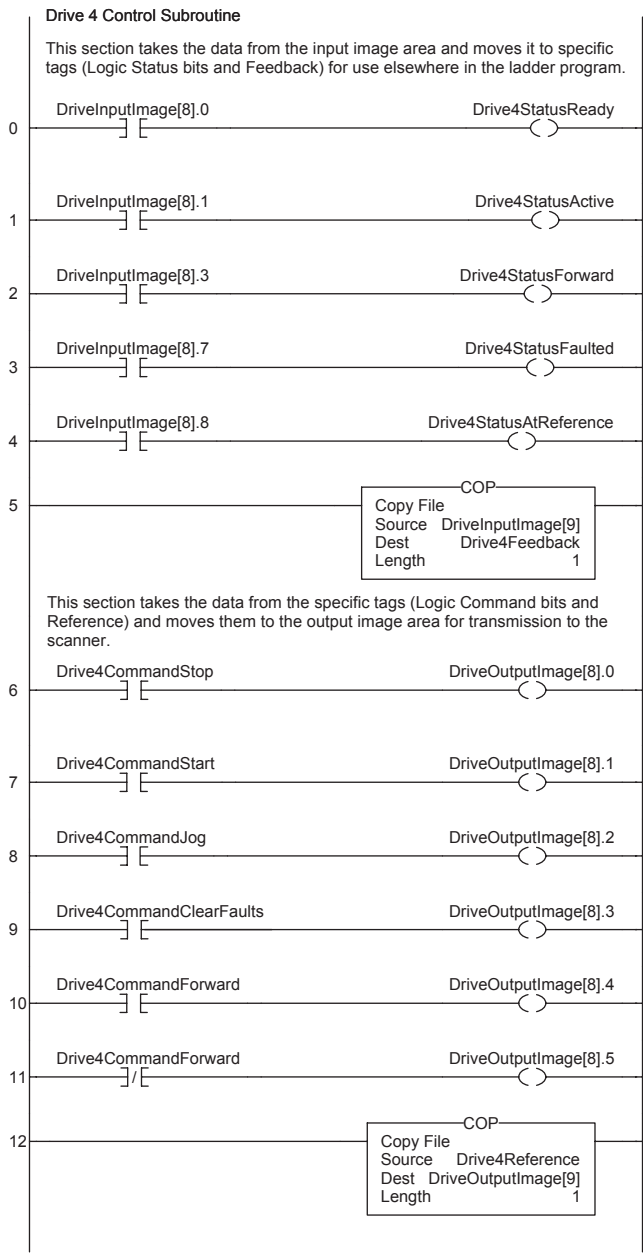 Drive 4 Control Subroutine
This section takes the data from the input image area and moves it to specific
tags (Logic Status bits and Feedback) for use elsewhere in the ladder program.
DriveInputImage[8].0 Drive4StatusReady
0
DriveInputImage[8].1 Drive4StatusActive
1
DriveInputImage[8].3 Drive4StatusForward
2
DriveInputImage[8].7 Drive4StatusFaulted
3
DriveInputImage[8].8 Drive4StatusAtReference
4
COP
5
Copy File
Source DriveInputImage[9]
Dest Drive4Feedback
Length 1
This section takes the data from the specific tags (Logic Command bits and
Reference) and moves them to the output image area for transmission to the
scanner.
Drive4CommandStop DriveOutputImage[8].0
6
Drive4CommandStart DriveOutputImage[8].1
7
Drive4CommandJog DriveOutputImage[8].2
8
Drive4CommandClearFaults DriveOutputImage[8].3
9
Drive4CommandForward DriveOutputImage[8].4
10
Drive4CommandForward DriveOutputImage[8].5
11
COP
12
Copy File
Source Drive4Reference
Dest DriveOutputImage[9]
Length 1